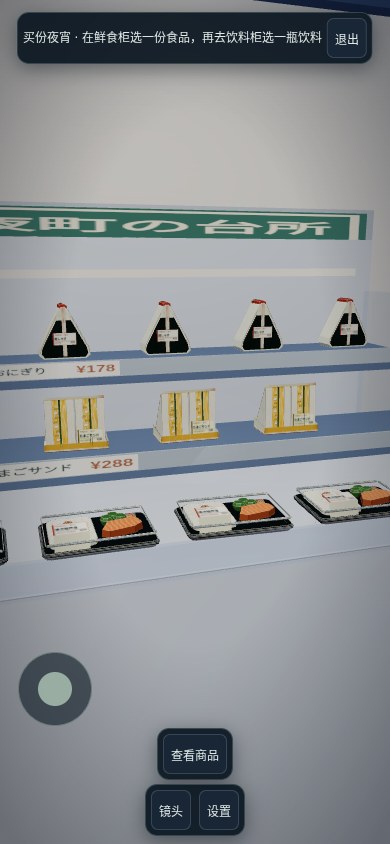 买份夜宵 · 在鲜食柜选一份食品，再去饮料柜选一瓶饮料
退出
町の台所
おにぎり ¥178
まごサンド ¥288
查看商品
镜头
设置